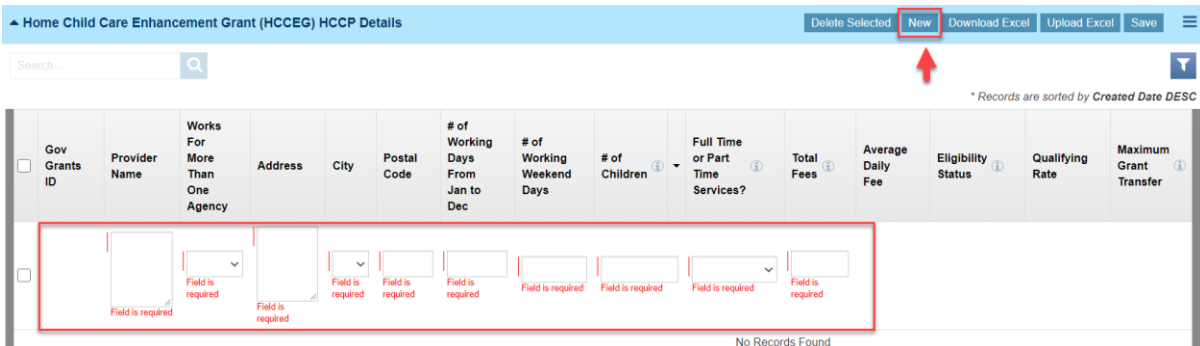 Home Child Care Enhancement Grant (HCCEG) HCCP Details
Delete Selected New Download Excel Upload Excel Save
Search...
* Records are sorted by Created Date DESC
Gov Grants ID
Provider Name
Works For More Than One Agency
Address
City
Postal Code
# of Working Days From Jan to Dec
# of Working Weekend Days
# of Children
Full Time or Part Time Services?
Total Fees
Average Daily Fee
Eligibility Status
Qualifying Rate
Maximum Grant Transfer
Field is required
Field is required
Field is required
Field is required
Field is required
Field is required
Field is required
Field is required
Field is required
Field is required
No Records Found